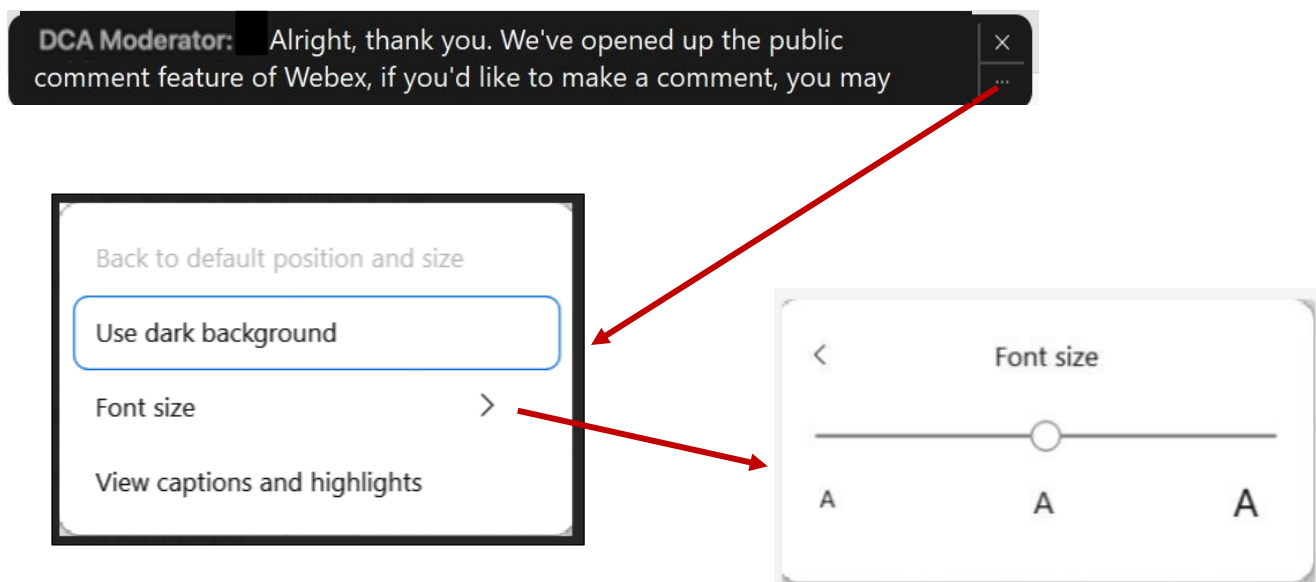 DCA Moderator: Alright, thank you. We've opened up the public
comment feature of Webex, if you'd like to make a comment, you may
Back to default position and size
Use dark background
Font size
View captions and highlights
Font size
A A A